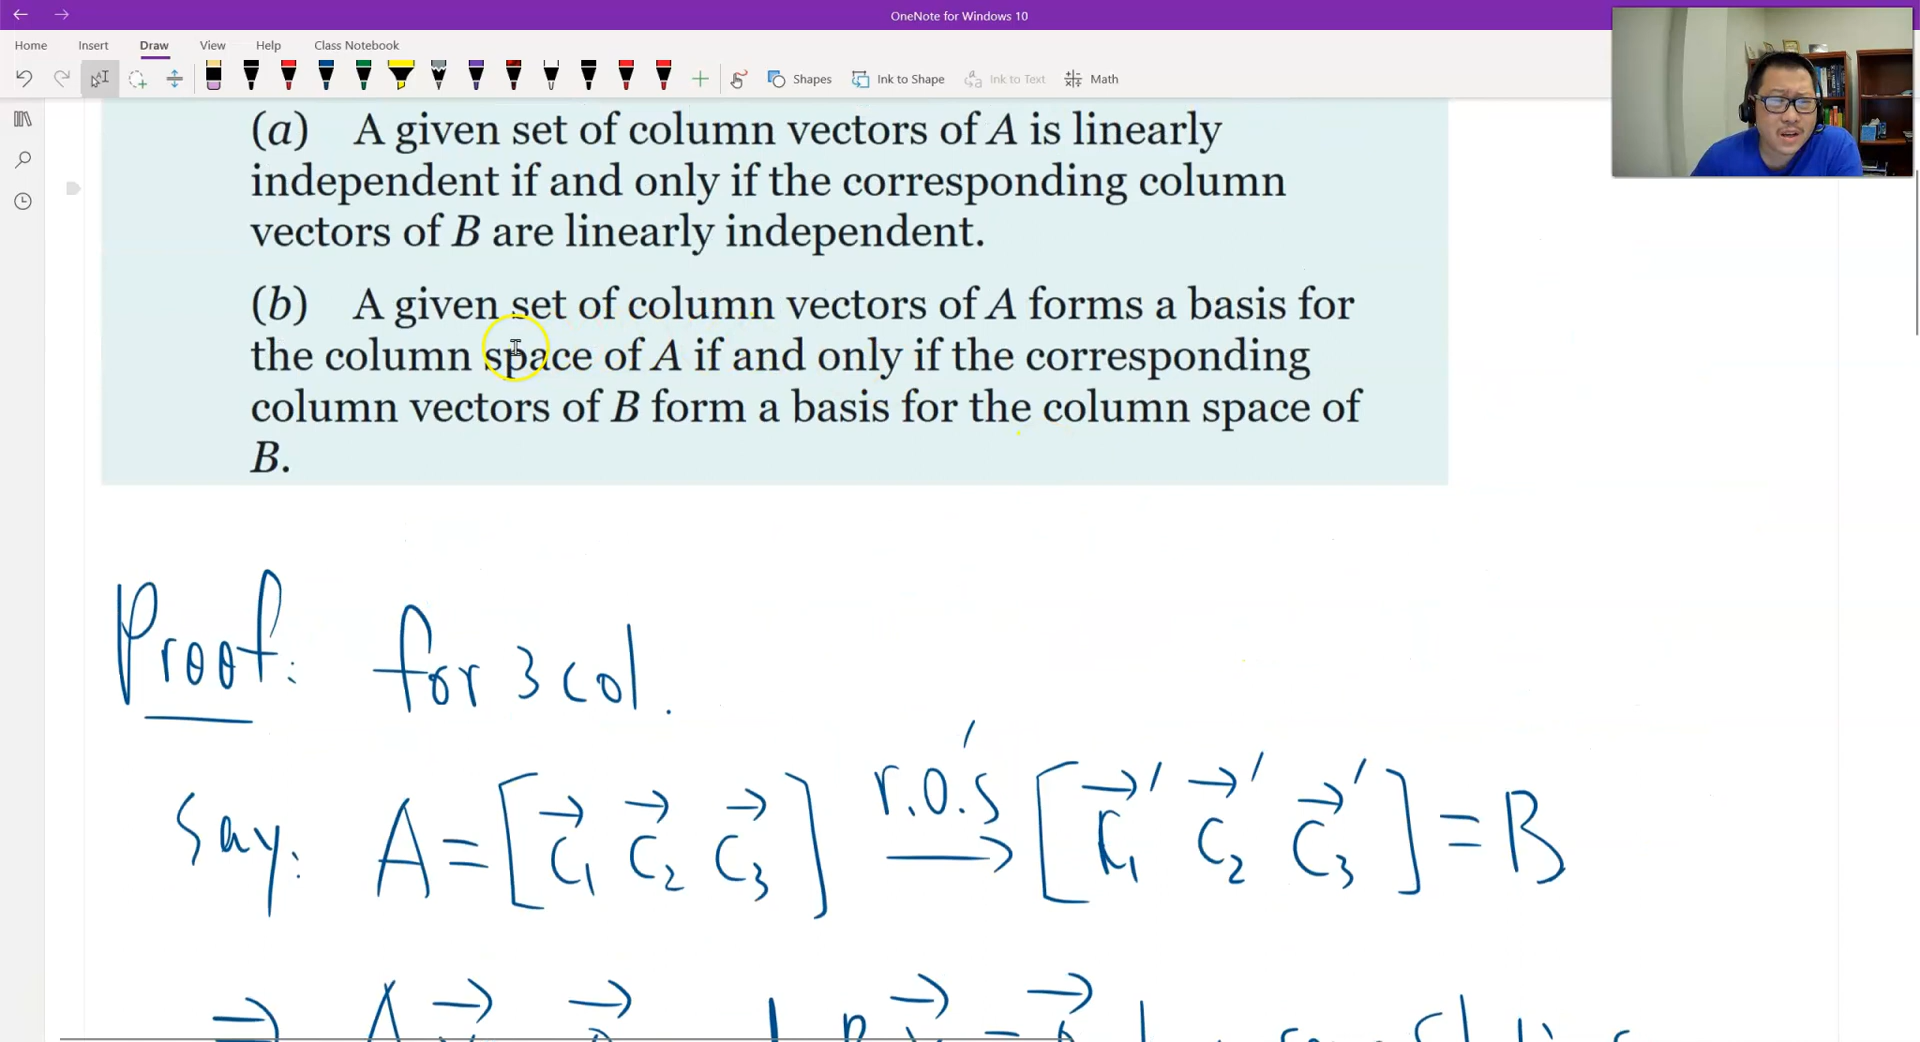 OneNote for Windows 10
Home Insert Draw View Help Class Notebook
Shapes Ink to Shape Ink to Text Math
(a) A given set of column vectors of A is linearly
independent if and only if the corresponding column
vectors of B are linearly independent.
(b) A given set of column vectors of A forms a basis for
the column space of A if and only if the corresponding
column vectors of B form a basis for the column space of
B.
Proof: for 3 col.
Say: A = [C₁⃗ C₂⃗ C₃⃗] r.o.'s → [C₁⃗′ C₂⃗′ C₃⃗′] = B